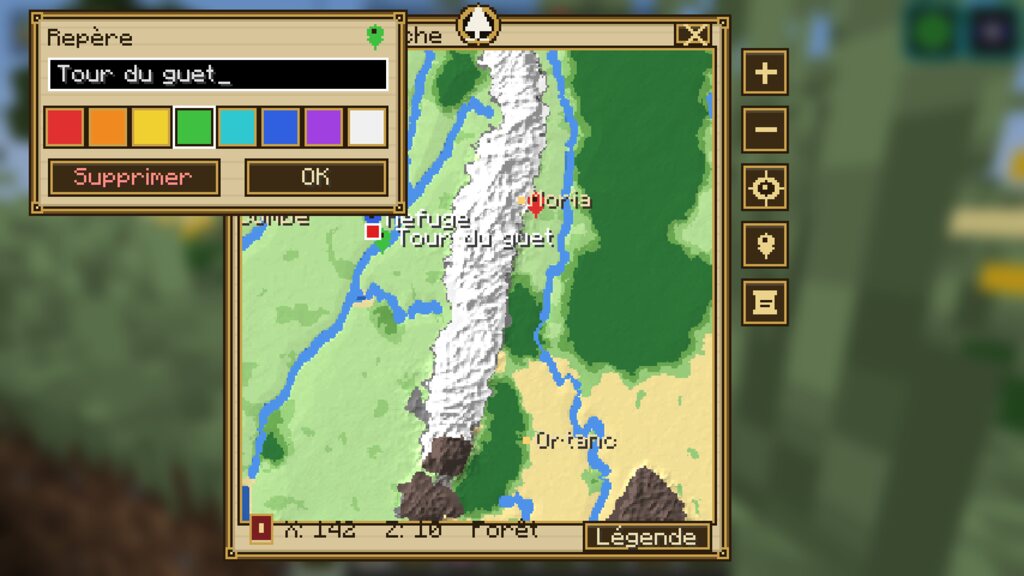 Repère
Tour du guet_
Supprimer
OK
Moria
Refuge
Tour du guet
Ortanc
X: 142 Z: 10 Forêt
Légende